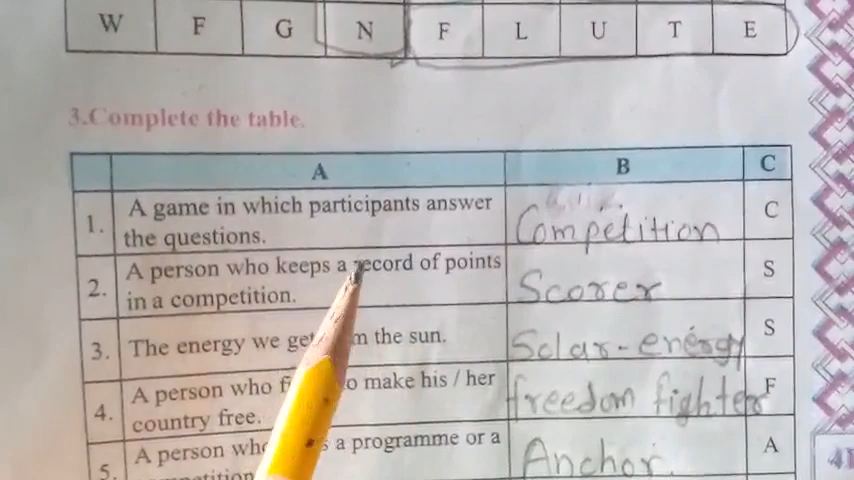 W F G N F L U T E
3.Complete the table.
A B C
1. A game in which participants answer the questions. Competition C
2. A person who keeps a record of points in a competition. Scorer S
3. The energy we get the sun. Solar-energy S
4. A person who to make his / her country free. freedom fighter F
5. A person a programme or a Anchor A
41